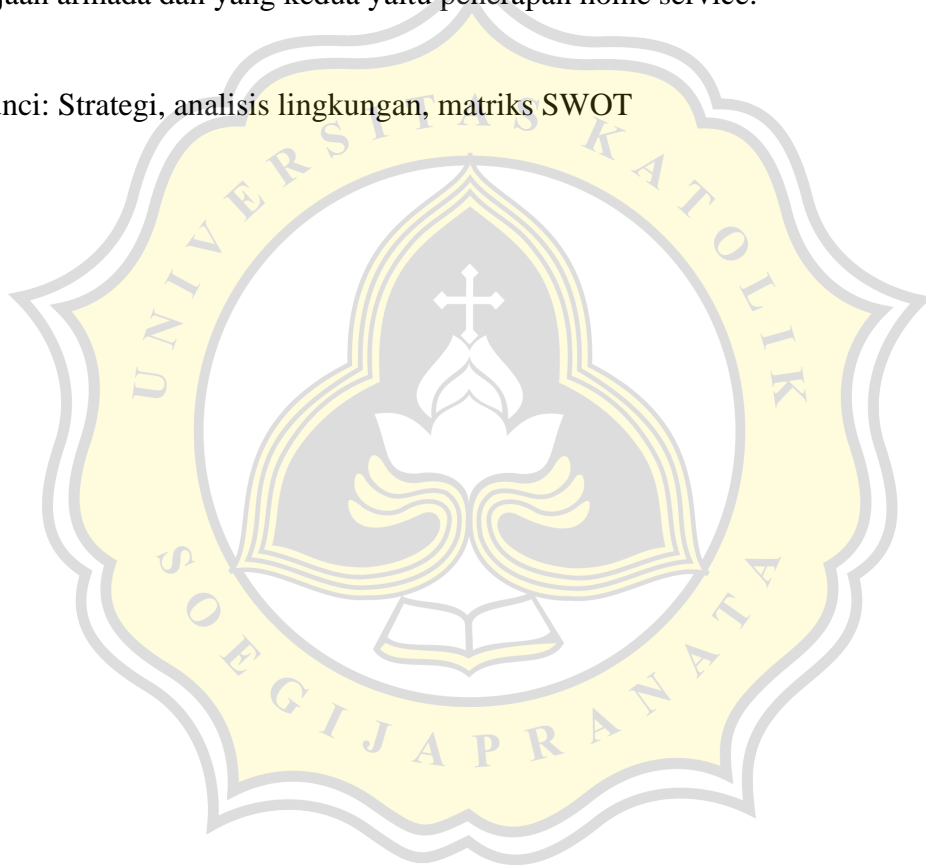 jaan armada dan yang kedua yaitu penerapan home service.
nci: Strategi, analisis lingkungan, matriks SWOT
UNIVERSITAS KATOLIK
SOEGIJAPRANATA